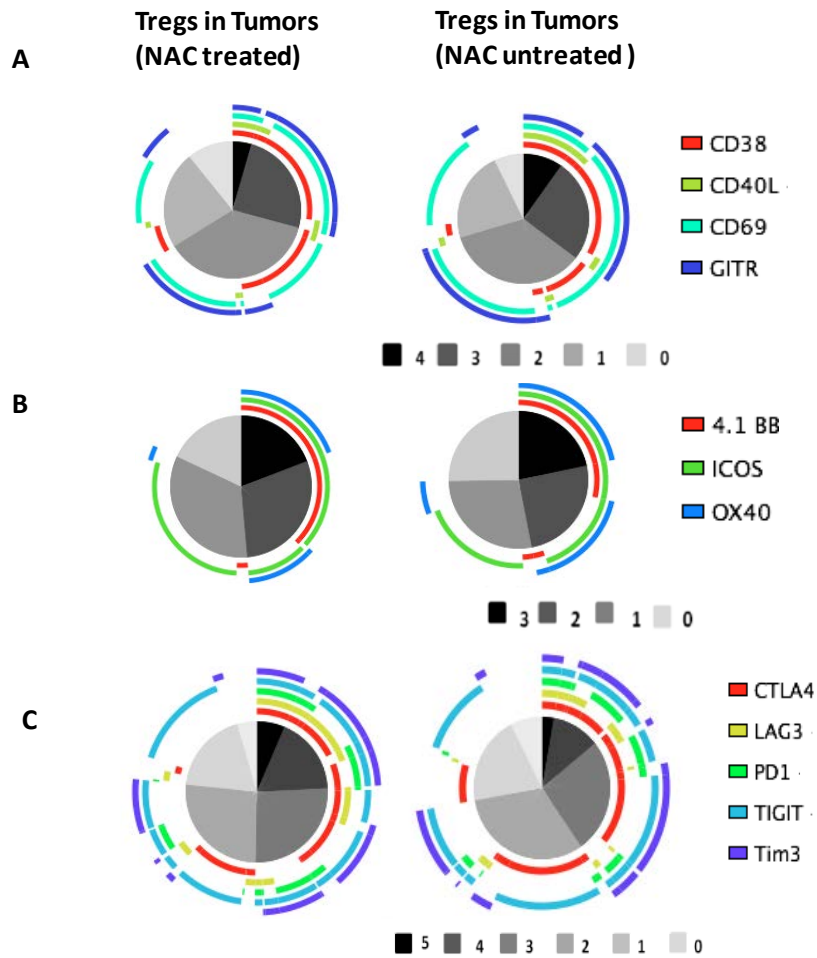 Tregs in Tumors
(NAC treated)
Tregs in Tumors
(NAC untreated )
A
CD38
CD40L
CD69
GITR
4 3 2 1 0
B
4.1 BB
ICOS
OX40
3 2 1 0
C
CTLA4
LAG3
PD1
TIGIT
Tim3
5 4 3 2 1 0